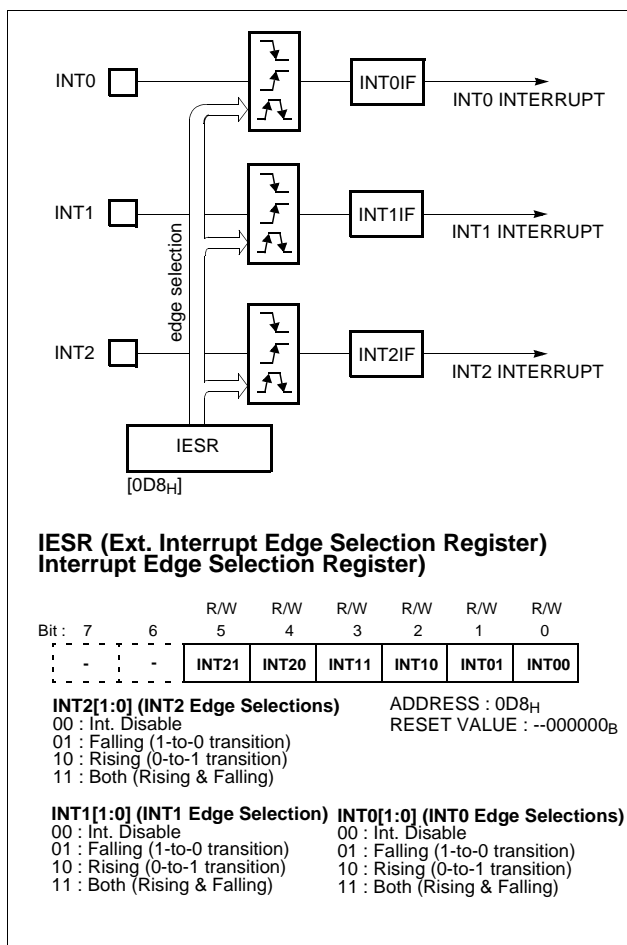 INT0
INT0IF
INT0 INTERRUPT
INT1
INT1IF
INT1 INTERRUPT
edge selection
INT2
INT2IF
INT2 INTERRUPT
IESR
[0D8H]
IESR (Ext. Interrupt Edge Selection Register)
Interrupt Edge Selection Register)
R/W R/W R/W R/W R/W R/W
Bit : 7 6 5 4 3 2 1 0
- - INT21 INT20 INT11 INT10 INT01 INT00
INT2[1:0] (INT2 Edge Selections)
00 : Int. Disable
01 : Falling (1-to-0 transition)
10 : Rising (0-to-1 transition)
11 : Both (Rising & Falling)
ADDRESS : 0D8H
RESET VALUE : --000000B
INT1[1:0] (INT1 Edge Selection)
00 : Int. Disable
01 : Falling (1-to-0 transition)
10 : Rising (0-to-1 transition)
11 : Both (Rising & Falling)
INT0[1:0] (INT0 Edge Selections)
00 : Int. Disable
01 : Falling (1-to-0 transition)
10 : Rising (0-to-1 transition)
11 : Both (Rising & Falling)